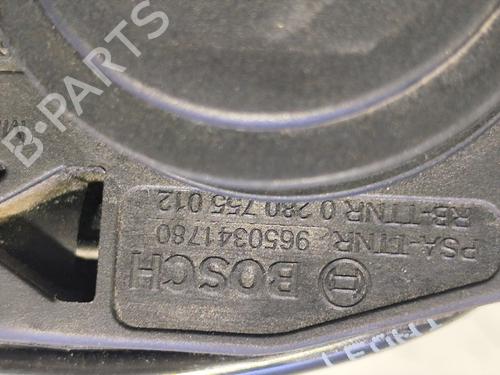 B-PARTS
BOSCH
PSA-TTNR 9650341780
RB-TTNR 0 280 755 012